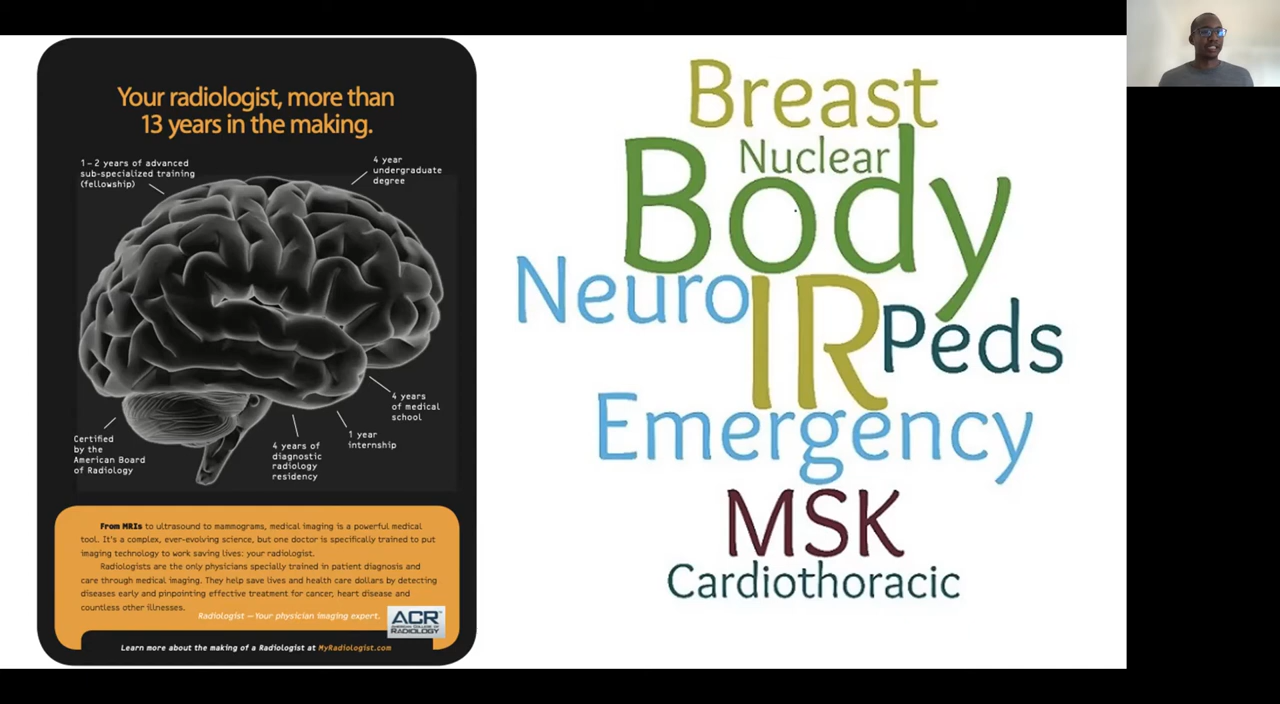 Your radiologist, more than
13 years in the making.
1–2 years of advanced
sub-specialized training
(fellowship)
4 year
undergraduate
degree
4 years
of medical
school
1 year
internship
4 years of
diagnostic
radiology
residency
Certified
by the
American Board
of Radiology
From MRIs to ultrasound to mammograms, medical imaging is a powerful medical
tool. It's a complex, ever-evolving science, but one doctor is specifically trained to put
imaging technology to work saving lives: your radiologist.
Radiologists are the only physicians specially trained in patient diagnosis and
care through medical imaging. They help save lives and health care dollars by detecting
diseases early and pinpointing effective treatment for cancer, heart disease and
countless other illnesses.
Radiologist — Your physician imaging expert.
ACR
AMERICAN COLLEGE OF
RADIOLOGY
Learn more about the making of a Radiologist at MyRadiologist.com
Breast
Nuclear
Body
Neuro
IR
Peds
Emergency
MSK
Cardiothoracic